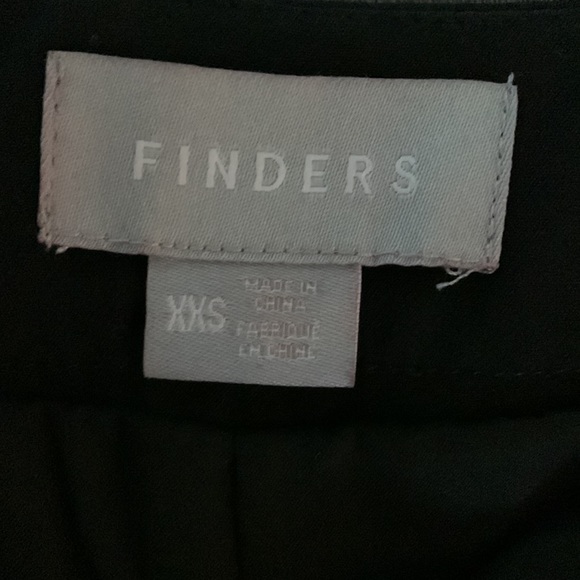 FINDERS
XXS
MADE IN
CHINA
FABRIQUÉ
EN CHINE